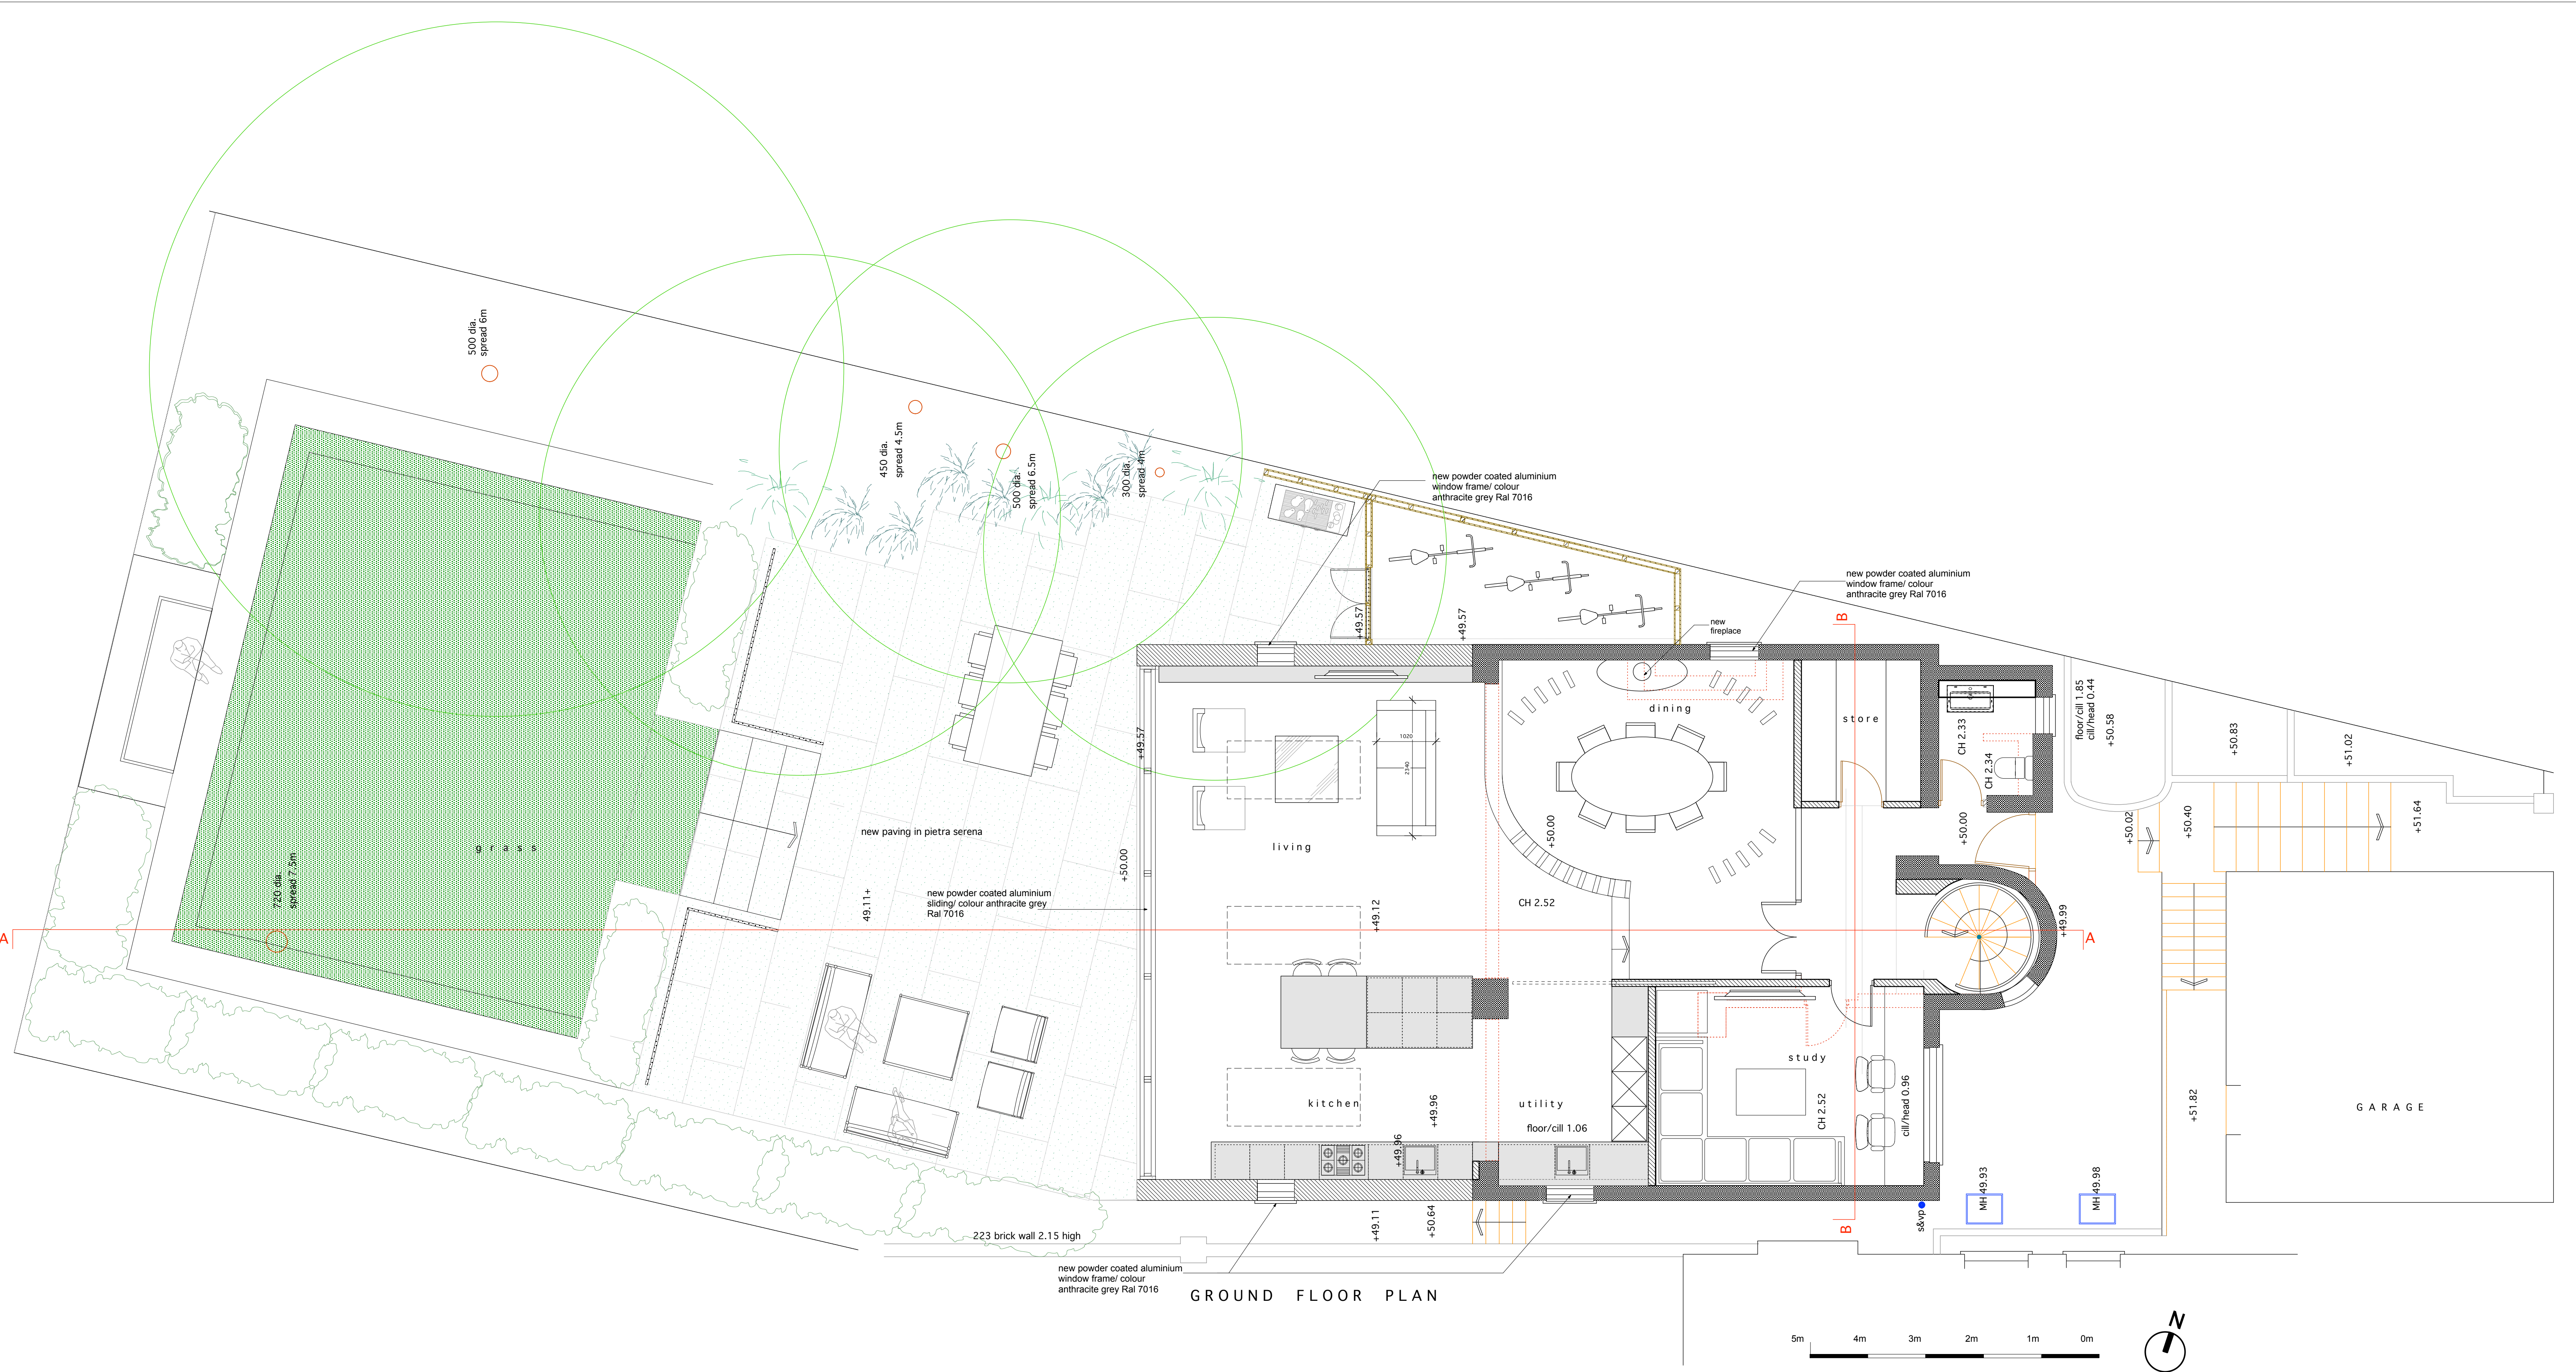 500 dia.
spread 6m
450 dia.
spread 4.5m
500 dia.
spread 6.5m
300 dia.
spread 4m
new powder coated aluminium
window frame/ colour
anthracite grey Ral 7016
new powder coated aluminium
window frame/ colour
anthracite grey Ral 7016
new
fireplace
+49.57
+49.57
B
dining
store
CH 2.33
CH 2.34
floor/cill 1.85
cill/head 0.44
+50.58
+50.83
+51.02
+49.57
1020
2340
new paving in pietra serena
living
+50.00
+50.00
+50.00
+50.02
+50.40
+51.64
grass
720 dia.
spread 7.5m
49.11+
new powder coated aluminium
sliding/ colour anthracite grey
Ral 7016
+49.12
CH 2.52
+49.99
A
A
study
kitchen
+49.96
+49.96
utility
floor/cill 1.06
CH 2.52
cill/head 0.96
+51.82
GARAGE
MH 49.93
MH 49.98
s&vp
B
+49.11
+50.64
223 brick wall 2.15 high
new powder coated aluminium
window frame/ colour
anthracite grey Ral 7016
GROUND FLOOR PLAN
5m 4m 3m 2m 1m 0m
N